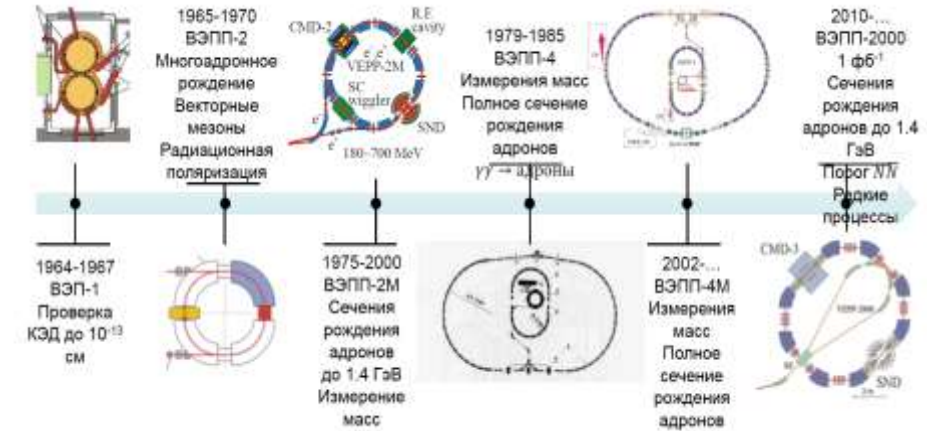 1965-1970
ВЭПП-2
Многоадронное
рождение
Векторные
мезоны
Радиационная
поляризация
CMD-2
R.F.
cavity
e⁻ e⁺
VEPP-2M
SC
wiggler
SND
e⁻
e⁺
180–700 MeV
1979-1985
ВЭПП-4
Измерения масс
Полное сечение
рождения
адронов
γγ → адроны
2010-...
ВЭПП-2000
1 фб⁻¹
Сечения
рождения
адронов до 1.4
ГэВ
Порог NN
Редкие
процессы
1964-1967
ВЭП-1
Проверка
КЭД до 10⁻¹³
см
1975-2000
ВЭПП-2М
Сечения
рождения
адронов
до 1.4 ГэВ
Измерение
масс
2002-...
ВЭПП-4М
Измерения
масс
Полное
сечение
рождения
адронов
CMD-3
VEPP-2000
SND
2 m